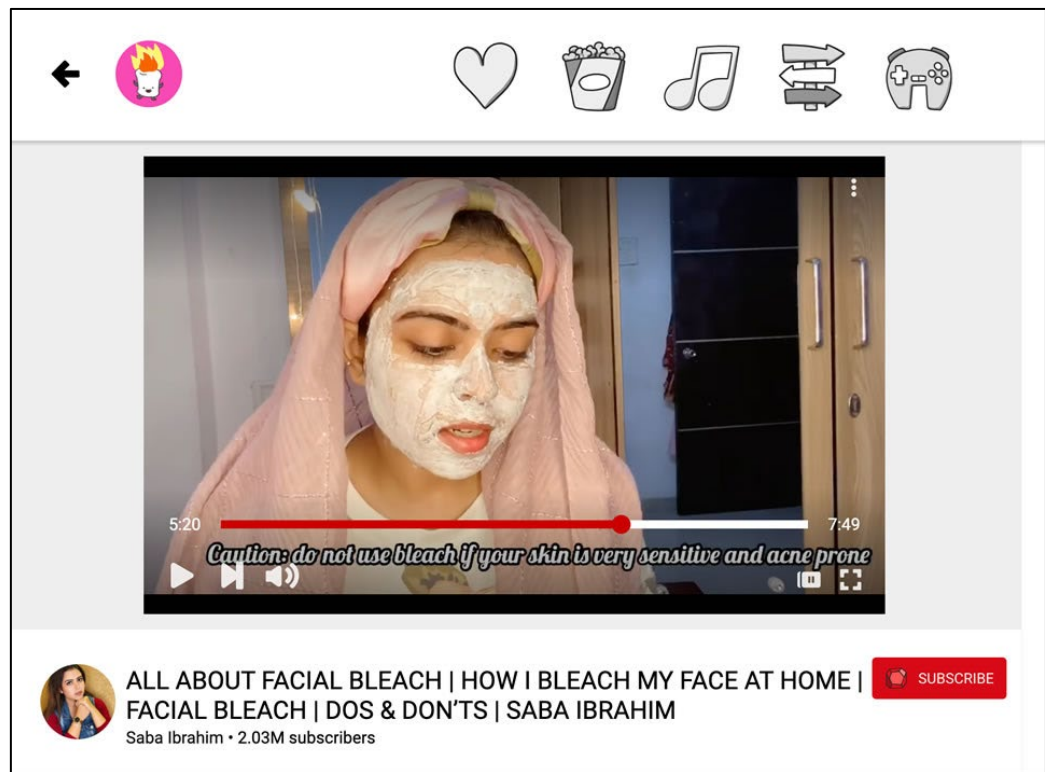 5:20
7:49
Caution: do not use bleach if your skin is very sensitive and acne prone
ALL ABOUT FACIAL BLEACH | HOW I BLEACH MY FACE AT HOME |
SUBSCRIBE
FACIAL BLEACH | DOS & DON’TS | SABA IBRAHIM
Saba Ibrahim • 2.03M subscribers